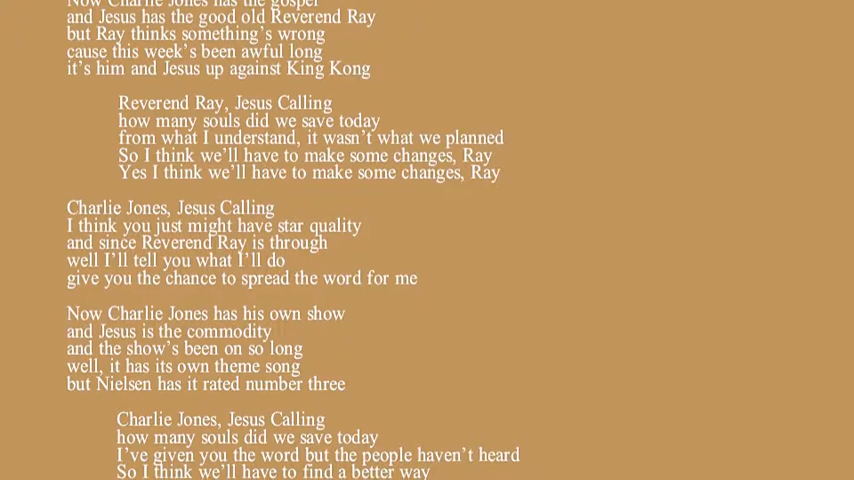 Now Charlie Jones has the gospel
and Jesus has the good old Reverend Ray
but Ray thinks something's wrong
cause this week's been awful long
it's him and Jesus up against King Kong
Reverend Ray, Jesus Calling
how many souls did we save today
from what I understand, it wasn't what we planned
So I think we'll have to make some changes, Ray
Yes I think we'll have to make some changes, Ray
Charlie Jones, Jesus Calling
I think you just might have star quality
and since Reverend Ray is through
well I'll tell you what I'll do
give you the chance to spread the word for me
Now Charlie Jones has his own show
and Jesus is the commodity
and the show's been on so long
well, it has its own theme song
but Nielsen has it rated number three
Charlie Jones, Jesus Calling
how many souls did we save today
I've given you the word but the people haven't heard
So I think we'll have to find a better way